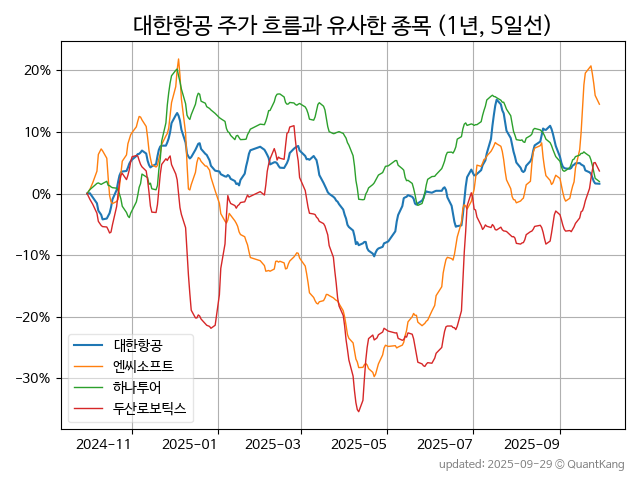 대한항공 주가 흐름과 유사한 종목 (1년, 5일선)
20%
10%
0%
−10%
−20%
−30%
대한항공
엔씨소프트
하나투어
두산로보틱스
2024-11 2025-01 2025-03 2025-05 2025-07 2025-09
updated: 2025-09-29 © QuantKang